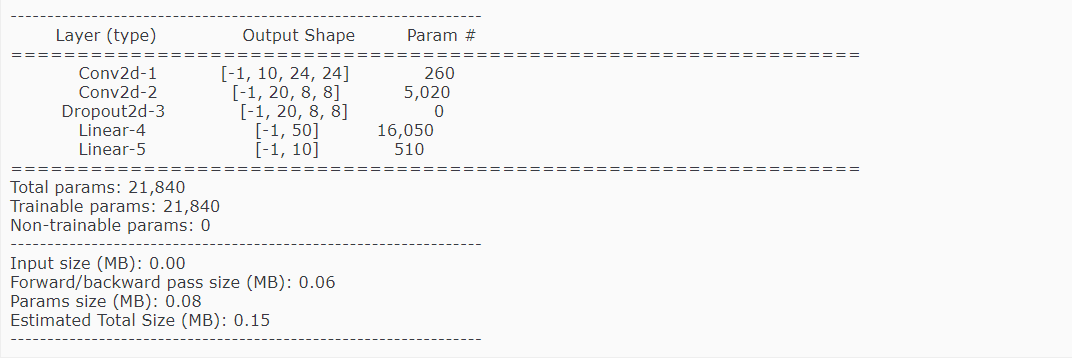 ----------------------------------------------------------------
Layer (type) Output Shape Param #
================================================================
Conv2d-1 [-1, 10, 24, 24] 260
Conv2d-2 [-1, 20, 8, 8] 5,020
Dropout2d-3 [-1, 20, 8, 8] 0
Linear-4 [-1, 50] 16,050
Linear-5 [-1, 10] 510
================================================================
Total params: 21,840
Trainable params: 21,840
Non-trainable params: 0
----------------------------------------------------------------
Input size (MB): 0.00
Forward/backward pass size (MB): 0.06
Params size (MB): 0.08
Estimated Total Size (MB): 0.15
----------------------------------------------------------------